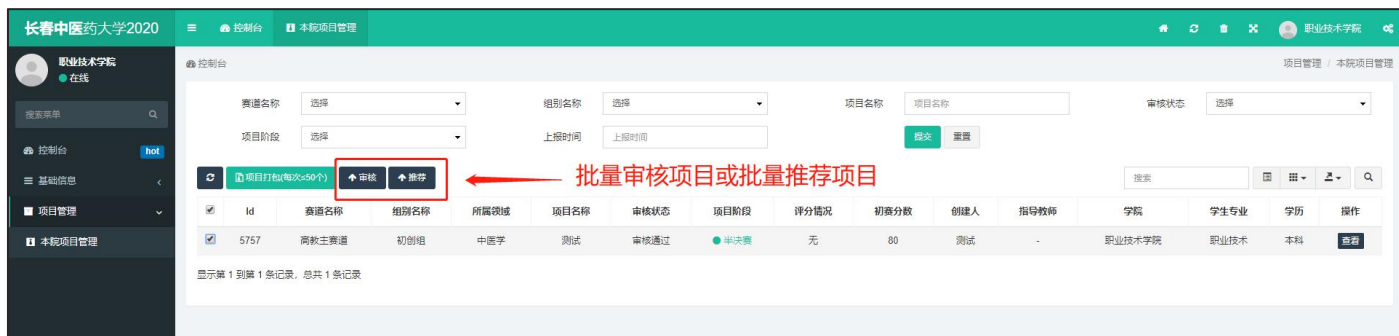 长春中医药大学2020 控制台 本院项目管理 职业技术学院
职业技术学院
在线
控制台 项目管理 / 本院项目管理
搜索菜单
控制台 hot
基础信息
项目管理
本院项目管理
赛道名称 选择 组别名称 选择 项目名称 项目名称 审核状态 选择
项目阶段 选择 上报时间 上报时间 提交 重置
项目打包(每次≤50个) 审核 推荐 批量审核项目或批量推荐项目 搜索
Id 赛道名称 组别名称 所属领域 项目名称 审核状态 项目阶段 评分情况 初赛分数 创建人 指导教师 学院 学生专业 学历 操作
5757 高教主赛道 初创组 中医学 测试 审核通过 半决赛 无 80 测试 - 职业技术学院 职业技术 本科 查看
显示第 1 到第 1 条记录，总共 1 条记录